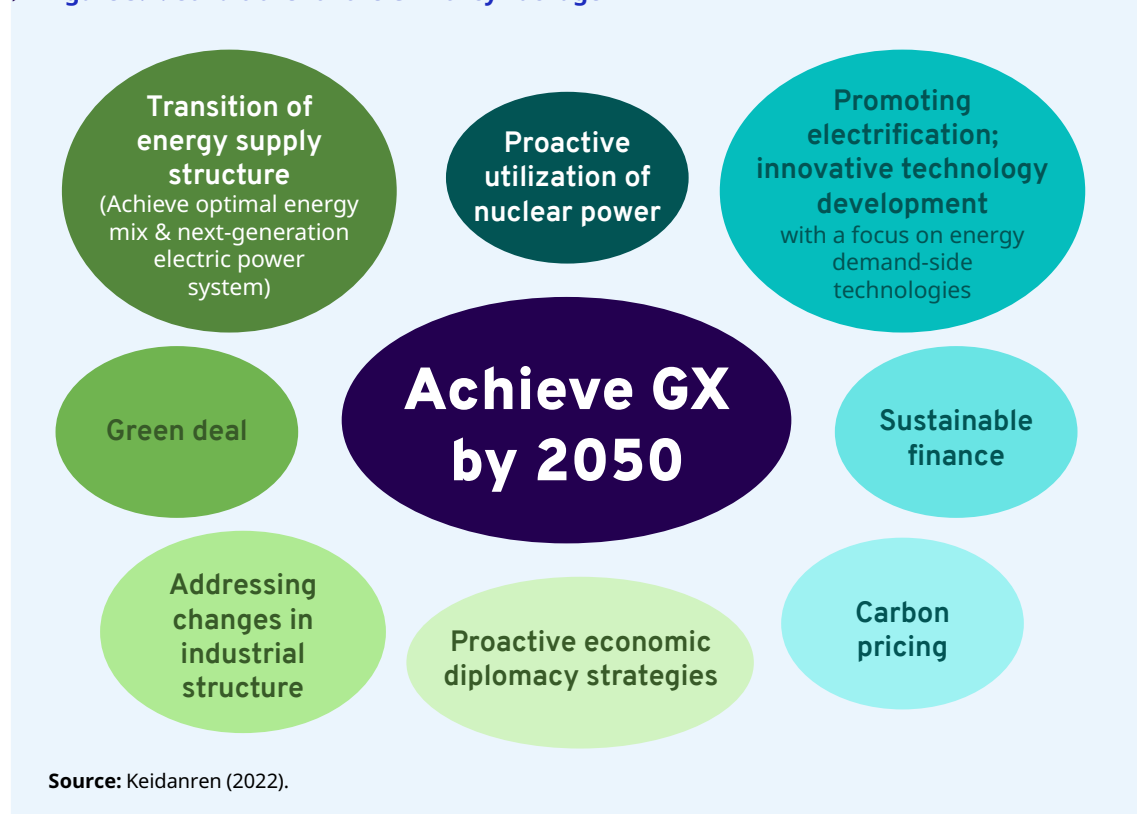 Transition of
energy supply
structure
(Achieve optimal energy
mix & next-generation
electric power
system)
Proactive
utilization of
nuclear power
Promoting
electrification;
innovative technology
development
with a focus on energy
demand-side
technologies
Green deal
Achieve GX
by 2050
Sustainable
finance
Addressing
changes in
industrial
structure
Proactive economic
diplomacy strategies
Carbon
pricing
Source: Keidanren (2022).